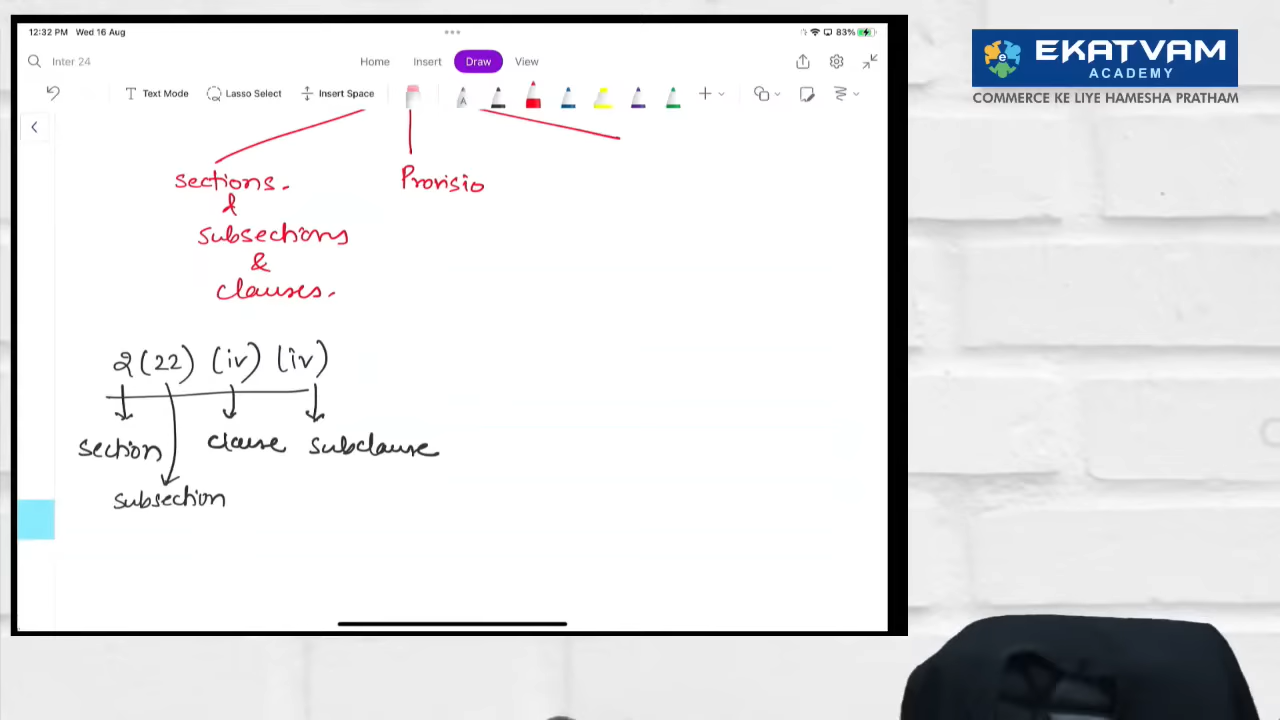 12:32 PM Wed 16 Aug
83%
Inter 24
Home Insert Draw View
Text Mode Lasso Select Insert Space
A
sections. Provisio
&
subsections
&
clauses.
2(22) (iv) (iv)
section clause subclause
subsection
e
EKATVAM
ACADEMY
COMMERCE KE LIYE HAMESHA PRATHAM